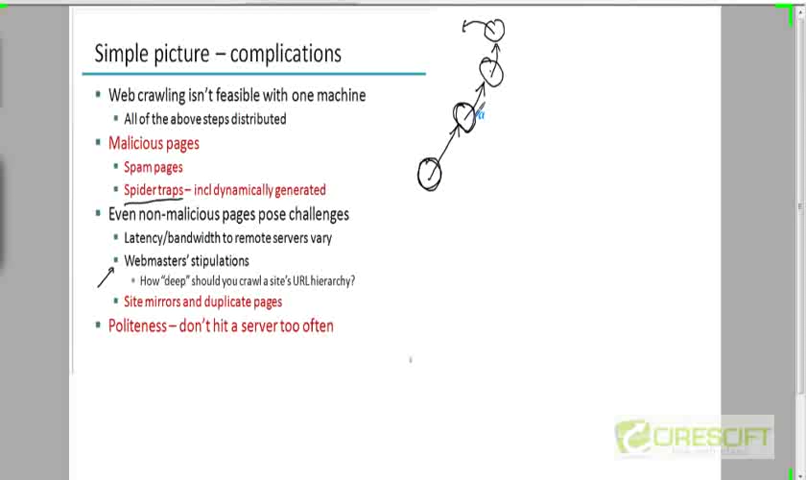 Simple picture – complications
Web crawling isn't feasible with one machine
All of the above steps distributed
Malicious pages
Spam pages
Spider traps – incl dynamically generated
Even non-malicious pages pose challenges
Latency/bandwidth to remote servers vary
Webmasters' stipulations
How "deep" should you crawl a site's URL hierarchy?
Site mirrors and duplicate pages
Politeness – don't hit a server too often